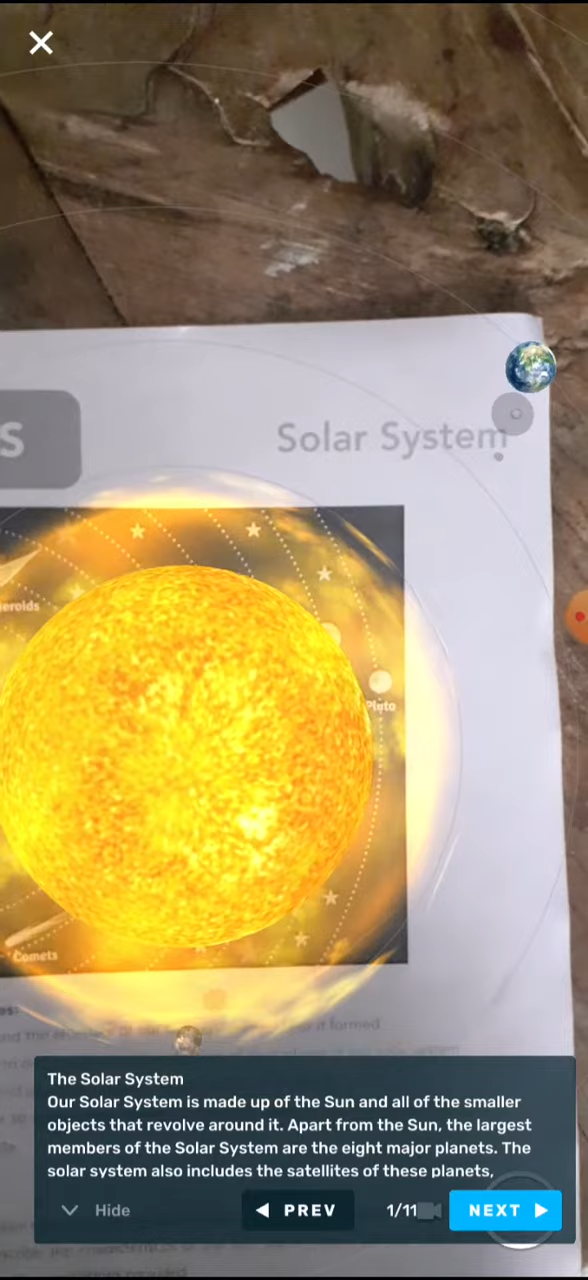 S
Solar System
eroids
Pluto
Comets
it formed
The Solar System
Our Solar System is made up of the Sun and all of the smaller
objects that revolve around it. Apart from the Sun, the largest
members of the Solar System are the eight major planets. The
solar system also includes the satellites of these planets,
Hide
PREV
1/11
NEXT